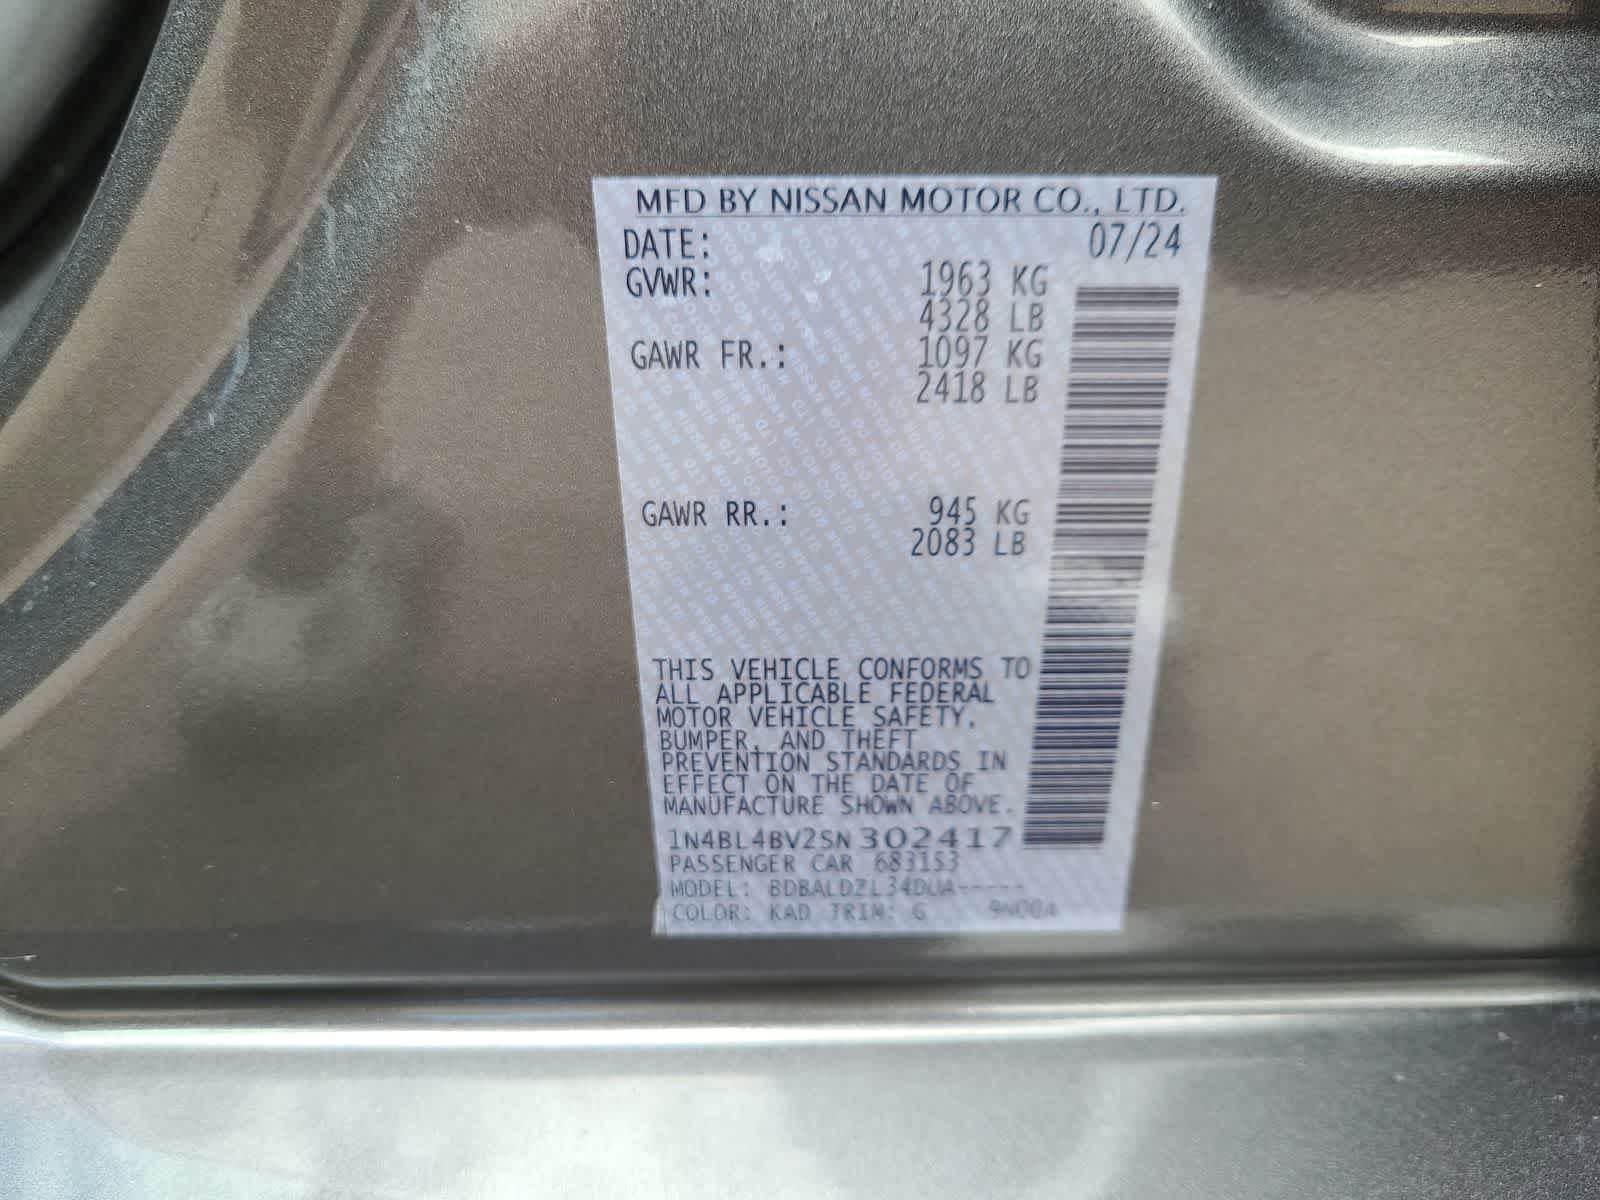 MFD BY NISSAN MOTOR CO., LTD.
DATE: 07/24
GVWR: 1963 KG
4328 LB
GAWR FR.: 1097 KG
2418 LB
GAWR RR.: 945 KG
2083 LB
THIS VEHICLE CONFORMS TO
ALL APPLICABLE FEDERAL
MOTOR VEHICLE SAFETY,
BUMPER, AND THEFT
PREVENTION STANDARDS IN
EFFECT ON THE DATE OF
MANUFACTURE SHOWN ABOVE.
1N4BL4BV2SN302417
PASSENGER CAR 683153
MODEL:
COLOR: KAD TRIM: G